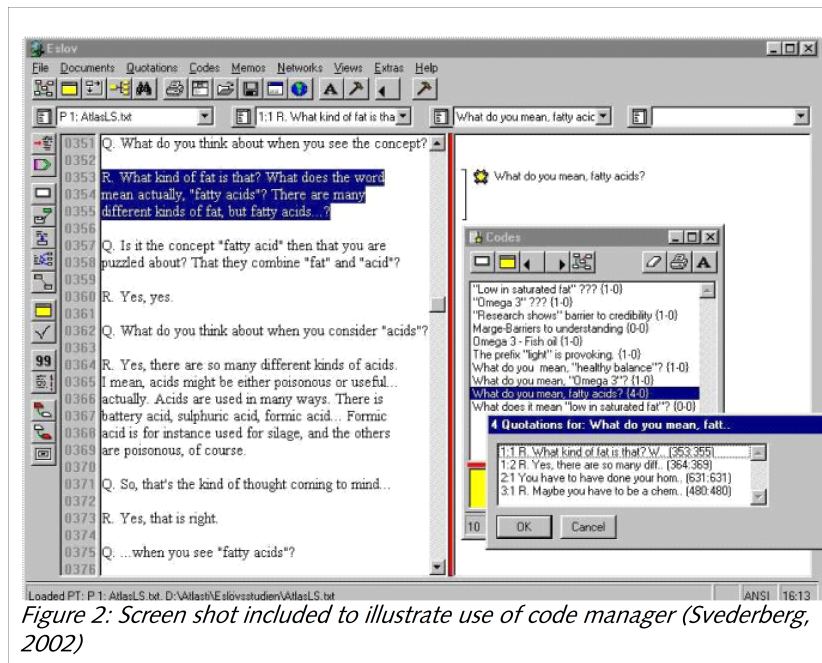 Eslov
File Documents Quotations Codes Memos Networks Views Extras Help
P 1: AtlasLS.txt
1:1 R. What kind of fat is tha
What do you mean, fatty acic
0351 Q. What do you think about when you see the concept?
0352
0353 R. What kind of fat is that? What does the word
0354 mean actually, "fatty acids"? There are many
0355 different kinds of fat, but fatty acids...?
0356
0357 Q. Is it the concept "fatty acid" then that you are
0358 puzzled about? That they combine "fat" and "acid"?
0359
0360 R. Yes, yes.
0361
0362 Q. What do you think about when you consider "acids"?
0363
0364 R. Yes, there are so many different kinds of acids.
0365 I mean, acids might be either poisonous or useful...
0366 actually. Acids are used in many ways. There is
0367 battery acid, sulphuric acid, formic acid... Formic
0368 acid is for instance used for silage, and the others
0369 are poisonous, of course.
0370
0371 Q. So, that's the kind of thought coming to mind...
0372
0373 R. Yes, that is right.
0374
0375 Q. ...when you see "fatty acids"?
0376
99
A
What do you mean, fatty acids?
Codes
A
"Low in saturated fat" ??? {1-0}
"Omega 3" ??? {1-0}
"Research shows" barrier to credibility {1-0}
Marge-Barriers to understanding {0-0}
Omega 3 - Fish oil {1-0}
The prefix "light" is provoking. {1-0}
What do you mean, "healthy balance"? {1-0}
What do you mean, "Omega 3"? {1-0}
What do you mean, fatty acids? {4-0}
What does it mean "low in saturated fat"? {0-0}
4 Quotations for: What do you mean, fatt..
1:1 R. What kind of fat is that? W.. (353:355)
1:2 R. Yes, there are so many diff.. (364:369)
2:1 You have to have done your hom.. (631:631)
3:1 R. Maybe you have to be a chem.. (480:480)
10
OK Cancel
Loaded PT: P 1: AtlasLS.txt, D:\Atlasti\Eslövsstudien\AtlasLS.txt ANSI 16:13
Figure 2: Screen shot included to illustrate use of code manager (Svederberg,
2002)